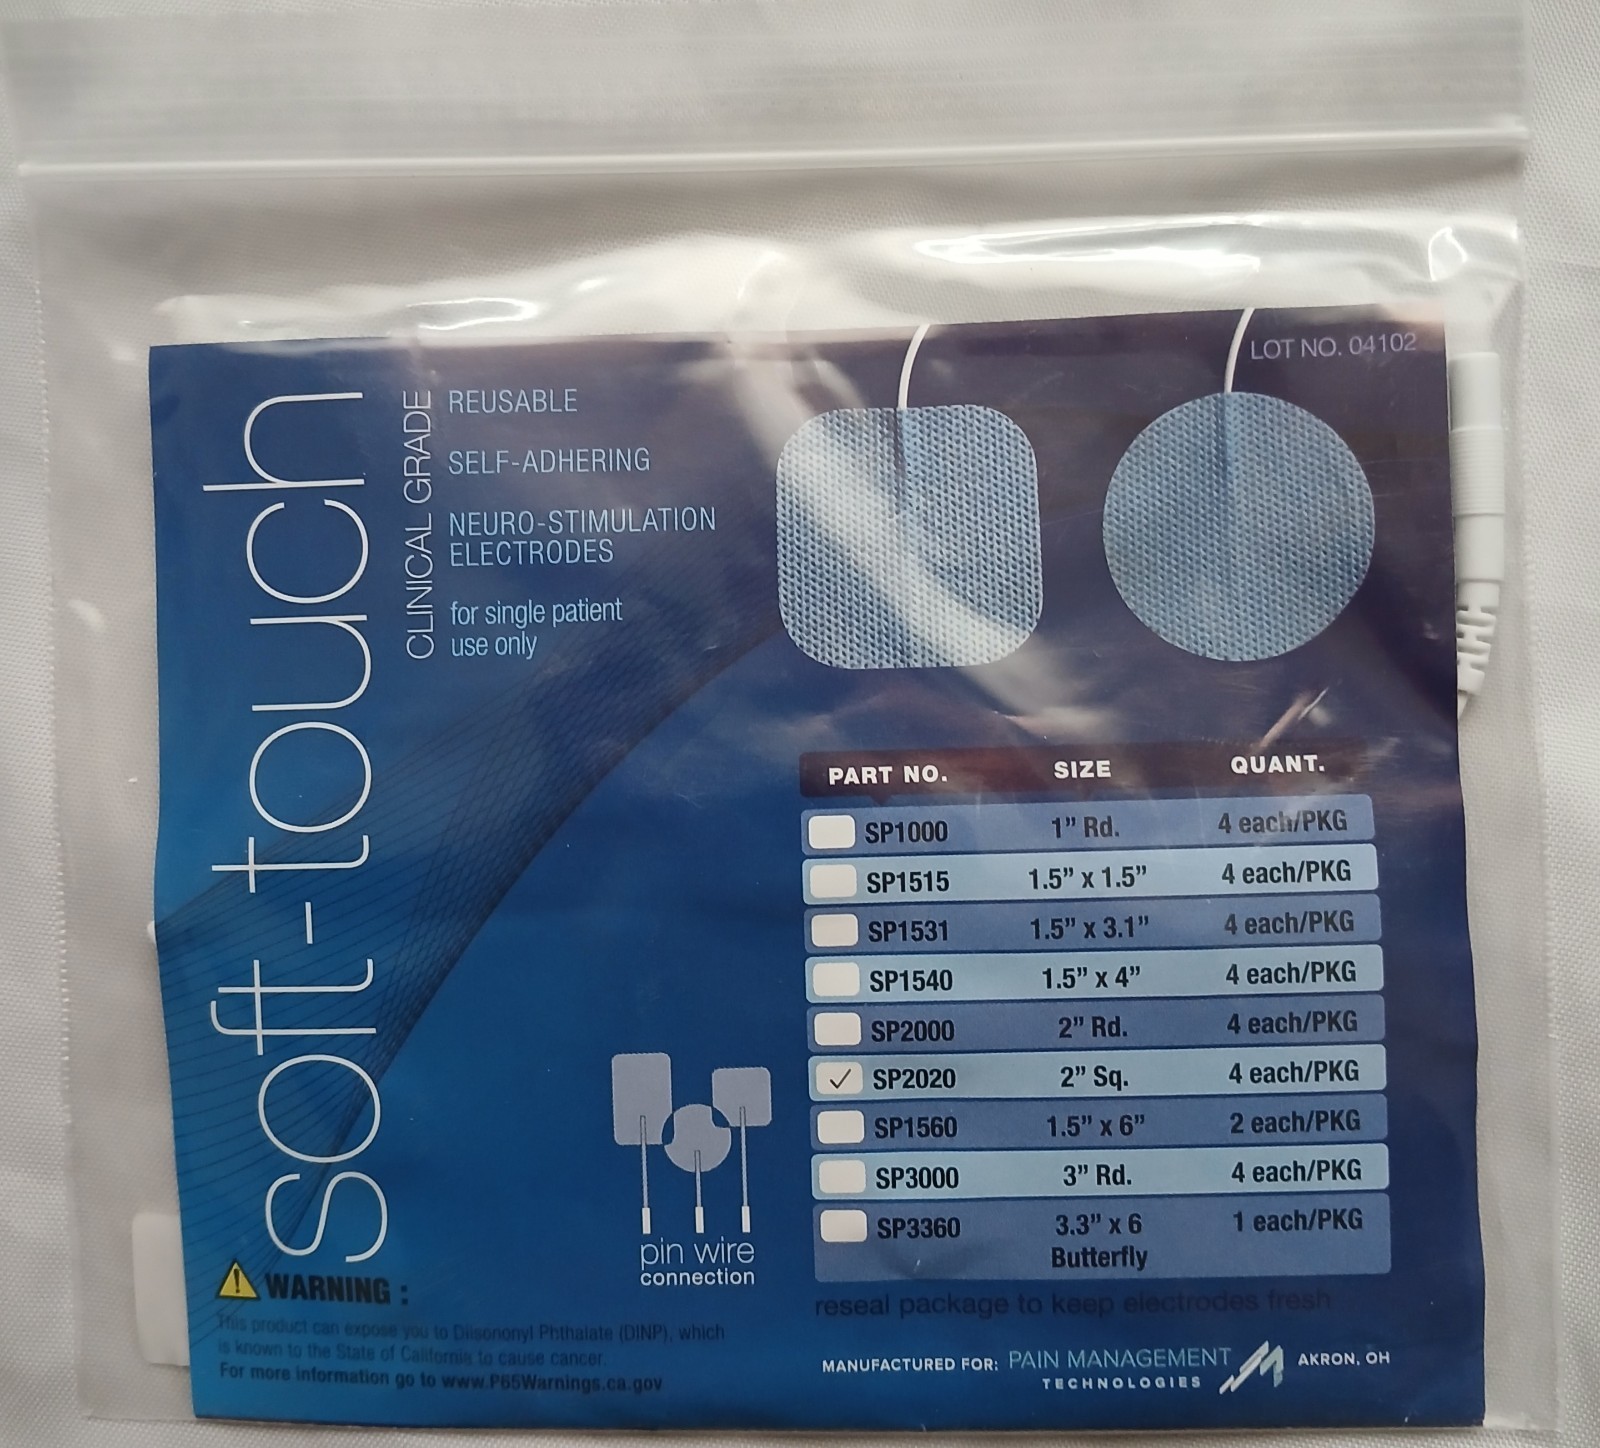 LOT NO. 04102
soft-touch
CLINICAL GRADE
REUSABLE
SELF-ADHERING
NEURO-STIMULATION
ELECTRODES
for single patient
use only
PART NO. SIZE QUANT.
SP1000 1” Rd. 4 each/PKG
SP1515 1.5” x 1.5” 4 each/PKG
SP1531 1.5” x 3.1” 4 each/PKG
SP1540 1.5” x 4” 4 each/PKG
SP2000 2” Rd. 4 each/PKG
✓ SP2020 2” Sq. 4 each/PKG
SP1560 1.5” x 6” 2 each/PKG
SP3000 3” Rd. 4 each/PKG
SP3360 3.3” x 6 1 each/PKG
Butterfly
pin wire
connection
reseal package to keep electrodes fresh
WARNING :
This product can expose you to Diisononyl Phthalate (DINP), which
is known to the State of California to cause cancer.
For more information go to www.P65Warnings.ca.gov
MANUFACTURED FOR: PAIN MANAGEMENT AKRON, OH
TECHNOLOGIES